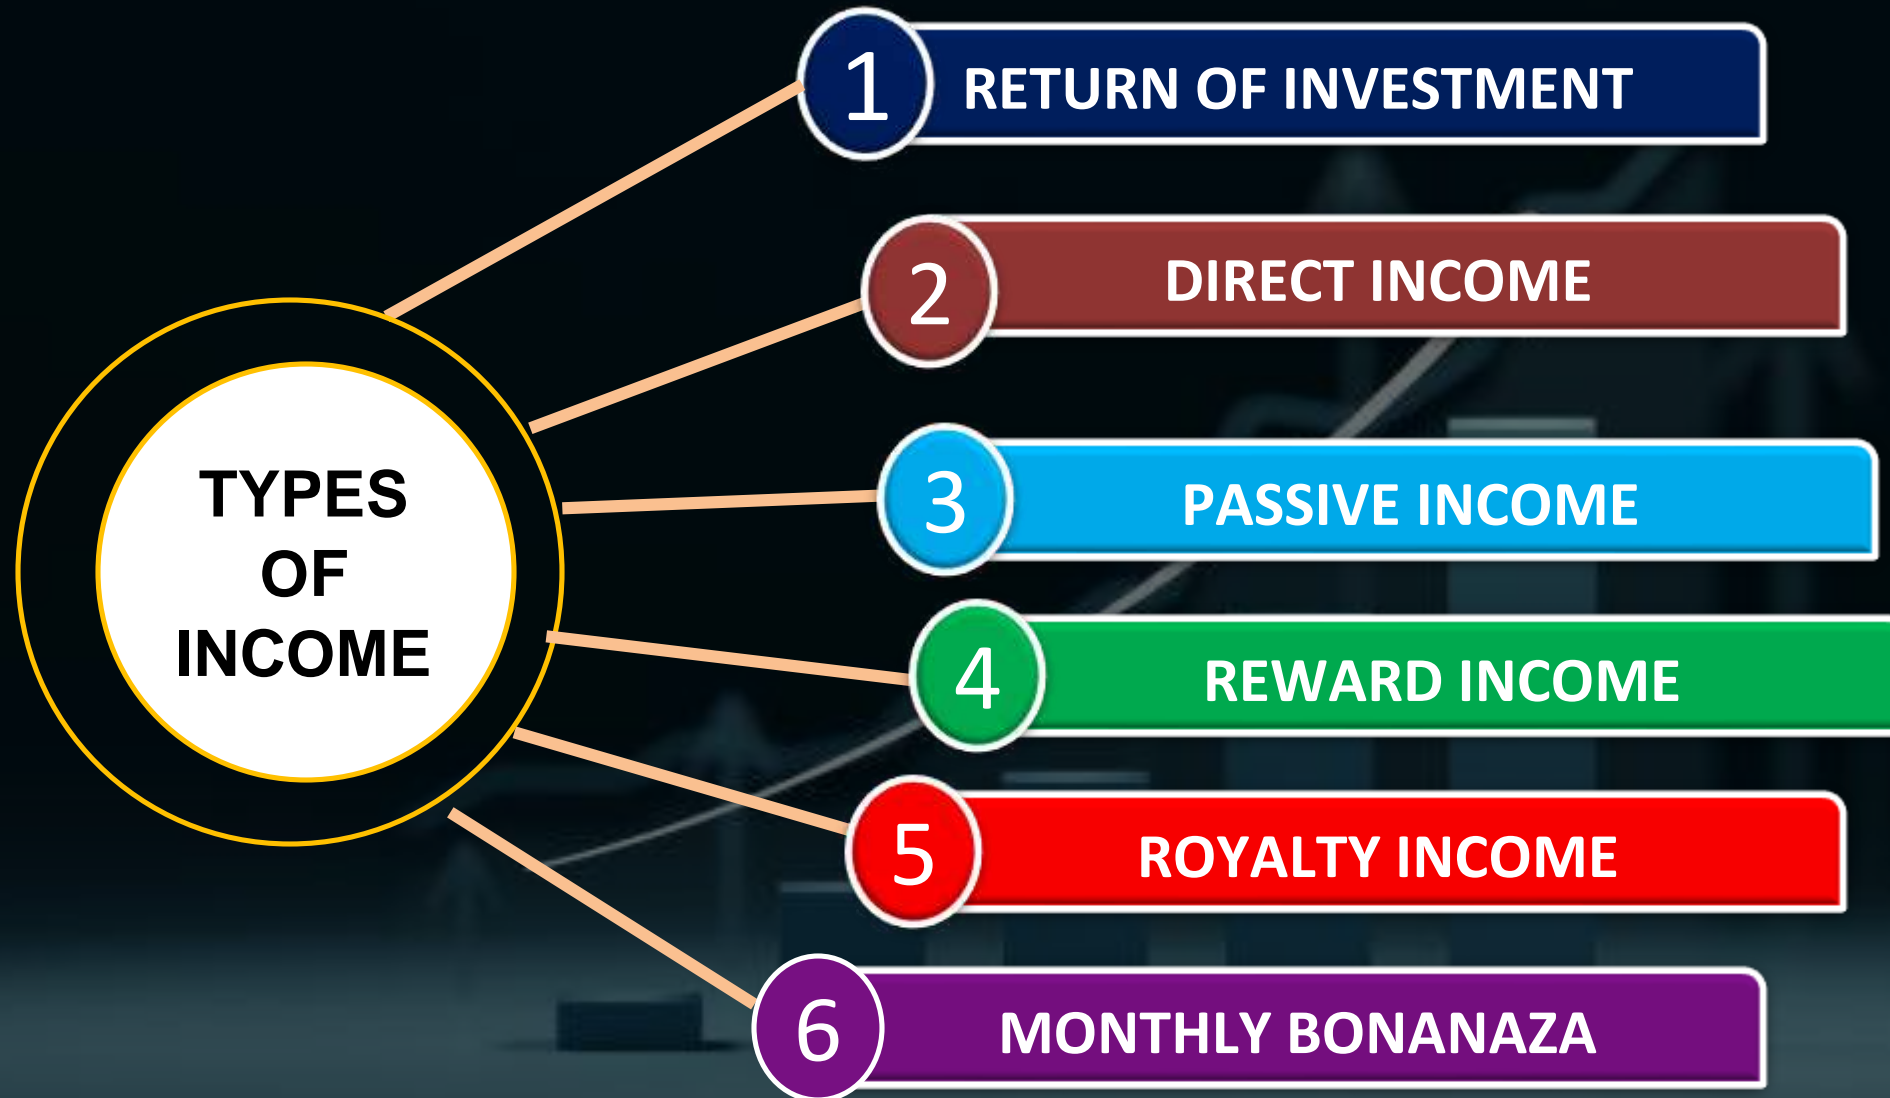 TYPES
OF
INCOME
1 RETURN OF INVESTMENT
2 DIRECT INCOME
3 PASSIVE INCOME
4 REWARD INCOME
5 ROYALTY INCOME
6 MONTHLY BONANAZA